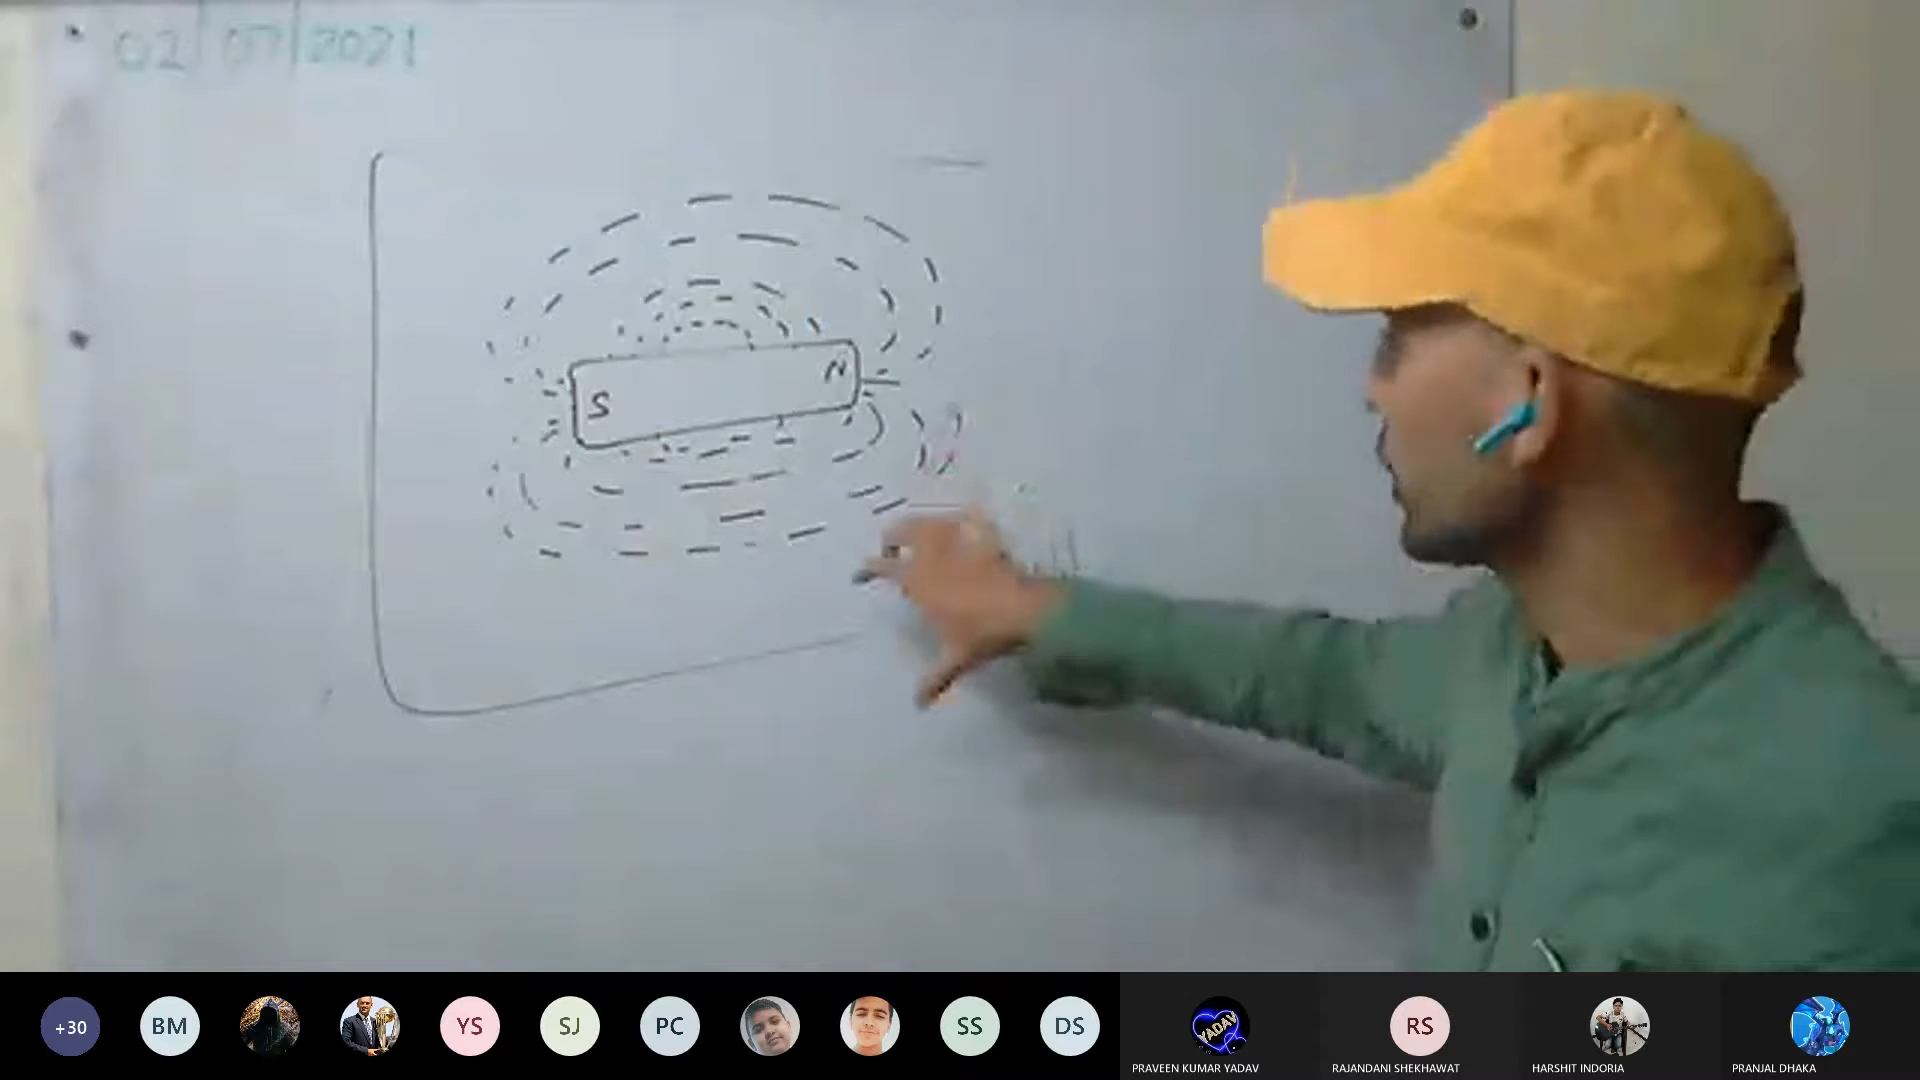 02/07/2021
S
N
+30
BM
YS
SJ
PC
SS
DS
YADAV
RS
PRAVEEN KUMAR YADAV
RAJANDANI SHEKHAWAT
HARSHIT INDORIA
PRANJAL DHAKA